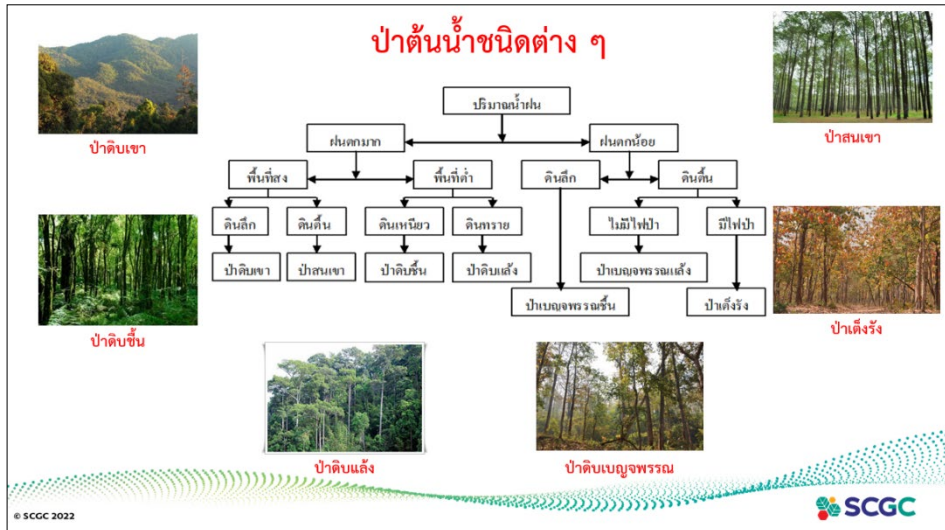 ป่าต้นน้ำชนิดต่าง ๆ
ปริมาณน้ำฝน
ฝนตกมาก
ฝนตกน้อย
พื้นที่สูง
พื้นที่ต่ำ
ดินลึก
ดินตื้น
ดินลึก
ดินตื้น
ดินเหนียว
ดินทราย
ไม่มีไฟป่า
มีไฟป่า
ป่าดิบเขา
ป่าสนเขา
ป่าดิบชื้น
ป่าดิบแล้ง
ป่าเบญจพรรณแล้ง
ป่าเบญจพรรณชื้น
ป่าเต็งรัง
ป่าดิบเขา
ป่าสนเขา
ป่าดิบชื้น
ป่าเต็งรัง
ป่าดิบแล้ง
ป่าดิบเบญจพรรณ
© SCGC 2022
SCGC